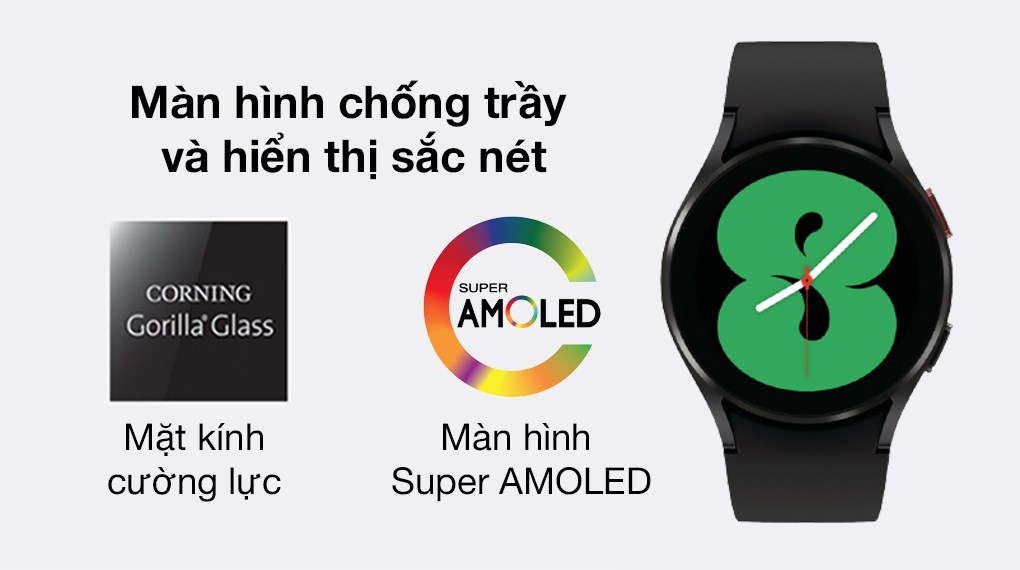 Màn hình chống trầy
và hiển thị sắc nét
CORNING
Gorilla® Glass
Mặt kính
cường lực
SUPER
AMOLED
Màn hình
Super AMOLED